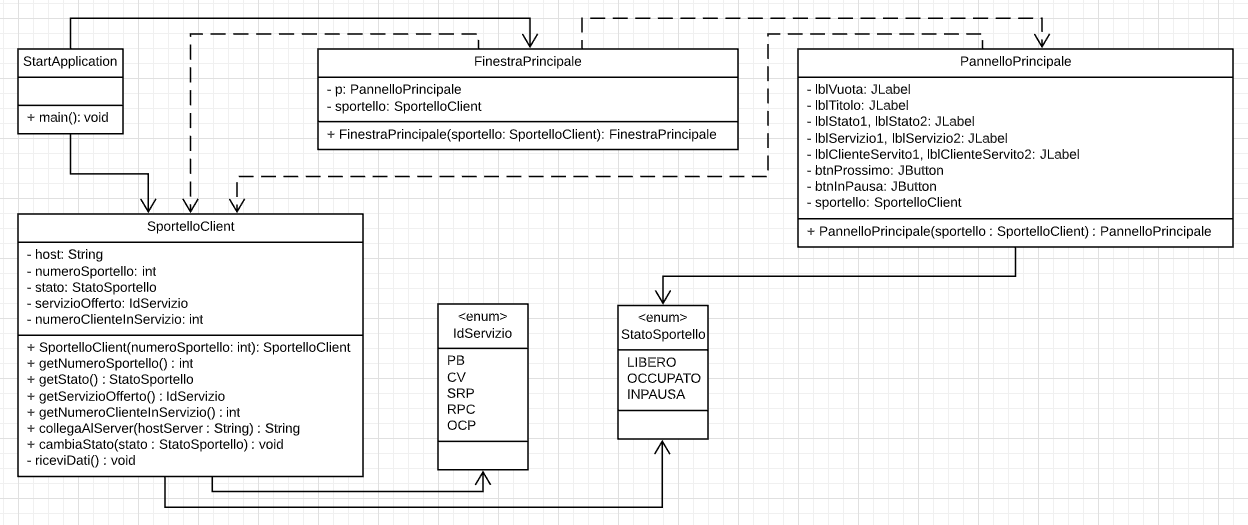 StartApplication
+ main(): void
FinestraPrincipale
- p: PannelloPrincipale
- sportello: SportelloClient
+ FinestraPrincipale(sportello: SportelloClient): FinestraPrincipale
PannelloPrincipale
- lblVuota: JLabel
- lblTitolo: JLabel
- lblStato1, lblStato2: JLabel
- lblServizio1, lblServizio2: JLabel
- lblClienteServito1, lblClienteServito2: JLabel
- btnProssimo: JButton
- btnInPausa: JButton
- sportello: SportelloClient
+ PannelloPrincipale(sportello : SportelloClient) : PannelloPrincipale
SportelloClient
- host: String
- numeroSportello: int
- stato: StatoSportello
- servizioOfferto: IdServizio
- numeroClienteInServizio: int
+ SportelloClient(numeroSportello: int): SportelloClient
+ getNumeroSportello() : int
+ getStato() : StatoSportello
+ getServizioOfferto() : IdServizio
+ getNumeroClienteInServizio() : int
+ collegaAlServer(hostServer : String) : String
+ cambiaStato(stato : StatoSportello) : void
- riceviDati() : void
<enum>
IdServizio
PB
CV
SRP
RPC
OCP
<enum>
StatoSportello
LIBERO
OCCUPATO
INPAUSA